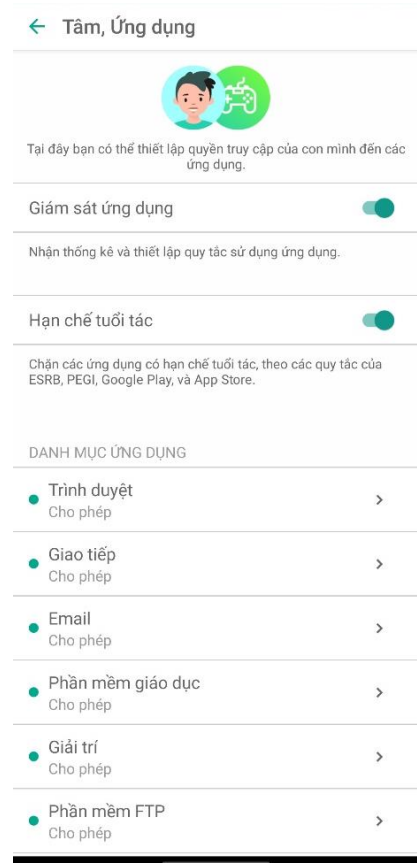 Tâm, Ứng dụng
Tại đây bạn có thể thiết lập quyền truy cập của con mình đến các
ứng dụng.
Giám sát ứng dụng
Nhận thống kê và thiết lập quy tắc sử dụng ứng dụng.
Hạn chế tuổi tác
Chặn các ứng dụng có hạn chế tuổi tác, theo các quy tắc của
ESRB, PEGI, Google Play, và App Store.
DANH MỤC ỨNG DỤNG
Trình duyệt
Cho phép
Giao tiếp
Cho phép
Email
Cho phép
Phần mềm giáo dục
Cho phép
Giải trí
Cho phép
Phần mềm FTP
Cho phép